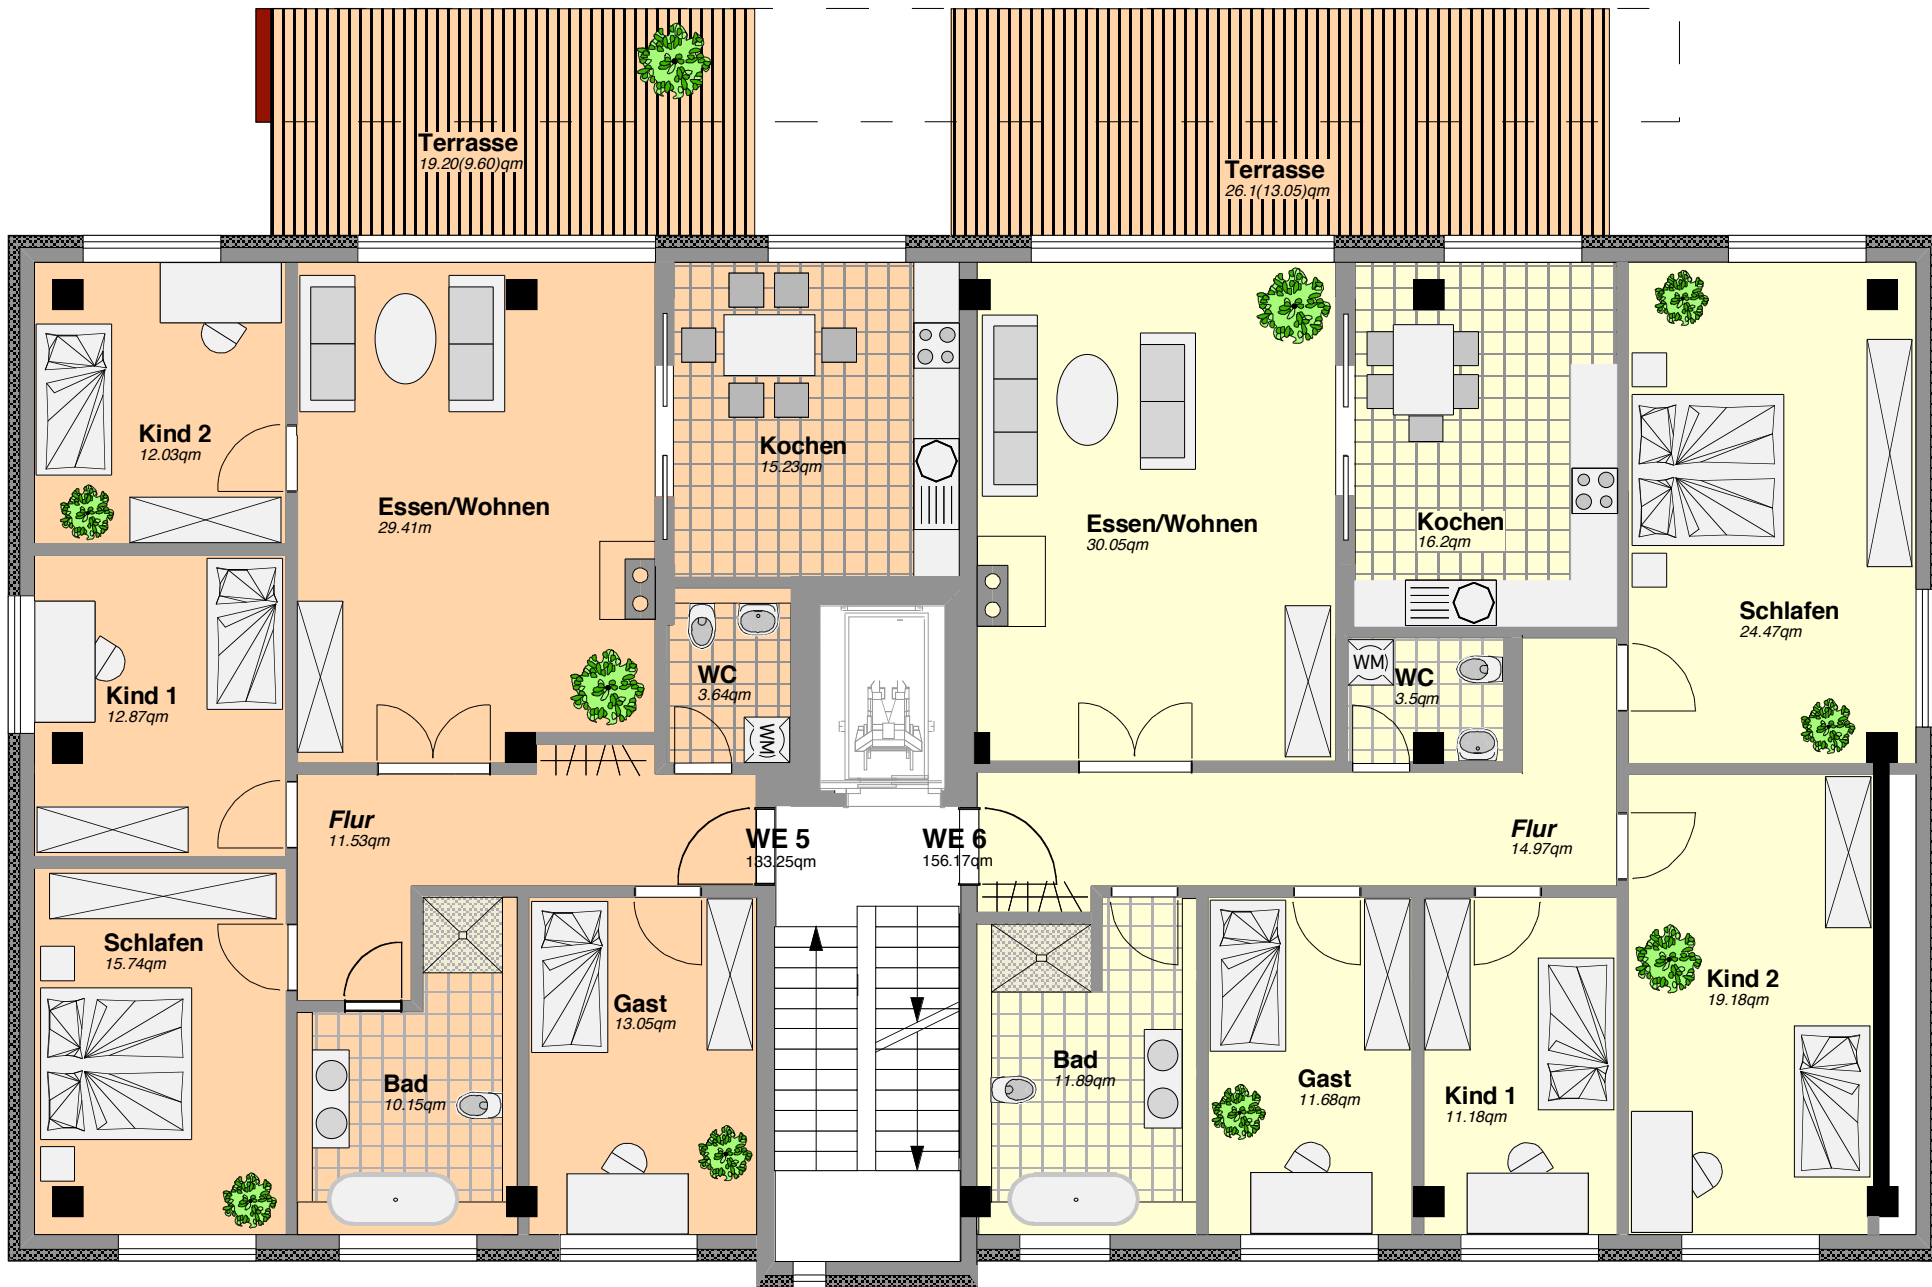 Terrasse
19.20(9.60)qm
Terrasse
26.1(13.05)qm
Kind 2
12.03qm
Essen/Wohnen
29.41m
Kochen
15.23qm
Essen/Wohnen
30.05qm
Kochen
16.2qm
Schlafen
24.47qm
Kind 1
12.87qm
WC
3.64qm
WM
WM
WC
3.5qm
Flur
11.53qm
WE 5
133.25qm
WE 6
156.17qm
Flur
14.97qm
Schlafen
15.74qm
Bad
10.15qm
Gast
13.05qm
Bad
11.89qm
Gast
11.68qm
Kind 1
11.18qm
Kind 2
19.18qm